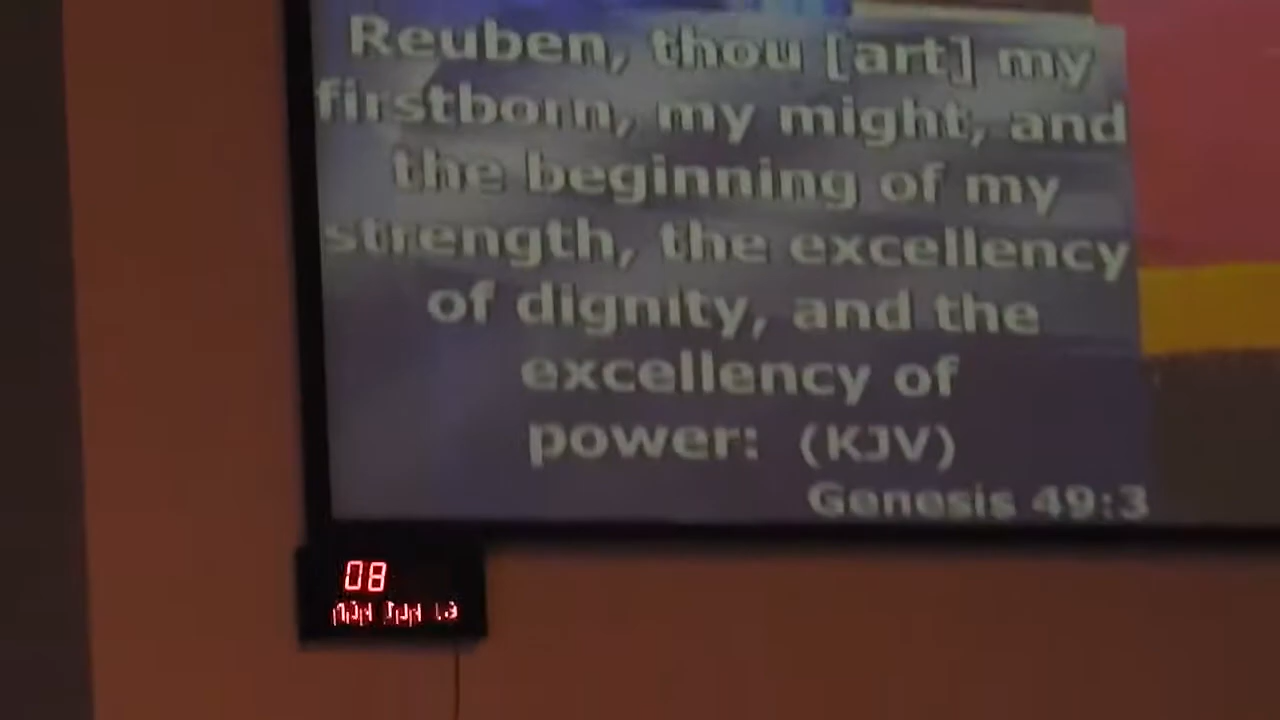 Reuben, thou [art] my
firstborn, my might, and
the beginning of my
strength, the excellency
of dignity, and the
excellency of
power: (KJV)
Genesis 49:3
08